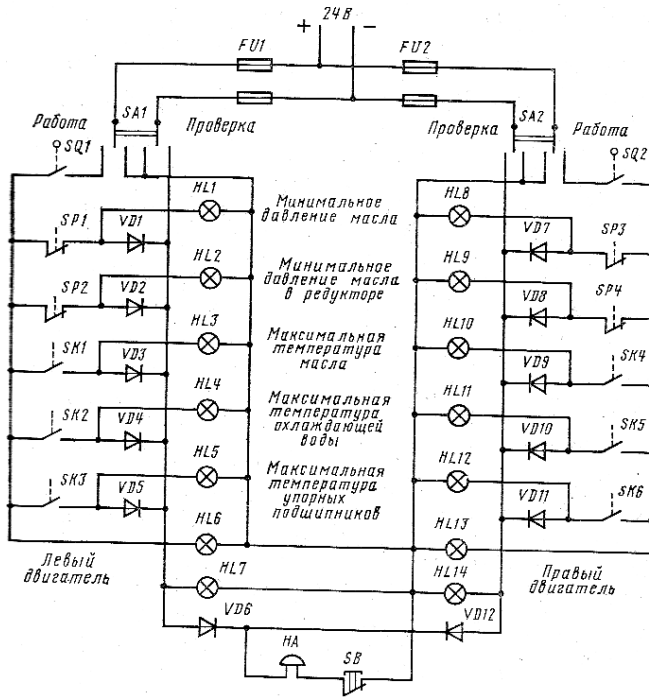 + 24 В −
FU1
FU2
SA1
SA2
Работа
Проверка
Проверка
Работа
SQ1
SQ2
HL1
Минимальное
давление масла
HL8
SP1
VD1
VD7
SP3
HL2
Минимальное
давление масла
в редукторе
HL9
SP2
VD2
VD8
SP4
HL3
Максимальная
температура
масла
HL10
SK1
VD3
VD9
SK4
HL4
Максимальная
температура
охлаждающей
воды
HL11
SK2
VD4
VD10
SK5
HL5
Максимальная
температура
упорных
подшипников
HL12
SK3
VD5
VD11
SK6
HL6
HL13
Левый
двигатель
Правый
двигатель
HL7
HL14
VD6
VD12
HA
SB